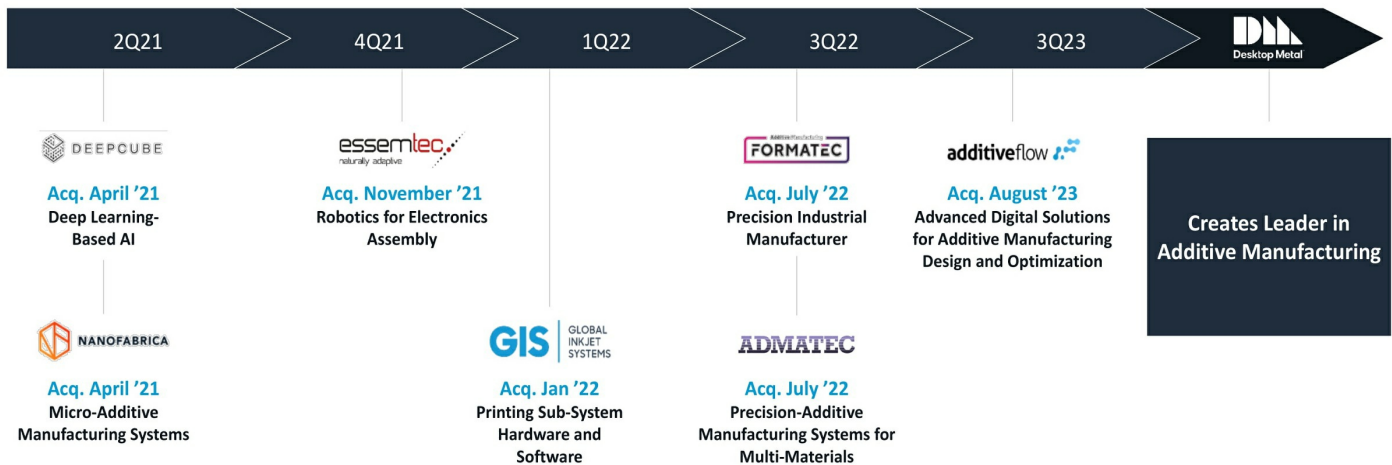 2Q21
4Q21
1Q22
3Q22
3Q23
Desktop Metal
DEEPCUBE
Acq. April ’21
Deep Learning-
Based AI
NANOFABRICA
Acq. April ’21
Micro-Additive
Manufacturing Systems
essemtec
naturally adaptive
Acq. November ’21
Robotics for Electronics
Assembly
GIS
GLOBAL
INKJET
SYSTEMS
Acq. Jan ’22
Printing Sub-System
Hardware and
Software
Additive Manufacturing
FORMATEC
Acq. July ’22
Precision Industrial
Manufacturer
ADMATEC
Acq. July ’22
Precision-Additive
Manufacturing Systems for
Multi-Materials
additiveflow
Acq. August ’23
Advanced Digital Solutions
for Additive Manufacturing
Design and Optimization
Creates Leader in
Additive Manufacturing